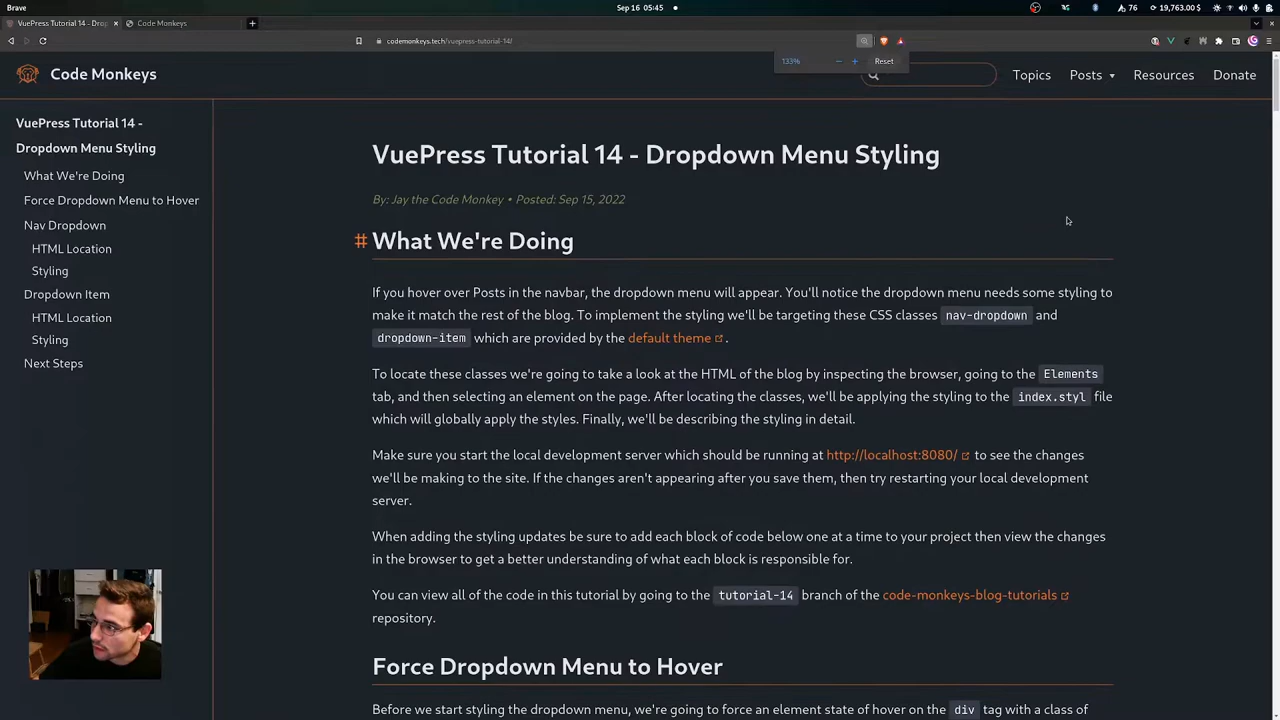 Brave
Sep 16 05:45
76
19,763.00
VuePress Tutorial 14 - Drop
Code Monkeys
codemonkeys.tech/vuepress-tutorial-14/
133%
Reset
Code Monkeys
Topics
Posts
Resources
Donate
VuePress Tutorial 14 -
Dropdown Menu Styling
What We're Doing
Force Dropdown Menu to Hover
Nav Dropdown
HTML Location
Styling
Dropdown Item
HTML Location
Styling
Next Steps
VuePress Tutorial 14 - Dropdown Menu Styling
By: Jay the Code Monkey • Posted: Sep 15, 2022
# What We're Doing
If you hover over Posts in the navbar, the dropdown menu will appear. You'll notice the dropdown menu needs some styling to
make it match the rest of the blog. To implement the styling we'll be targeting these CSS classes nav-dropdown and
dropdown-item which are provided by the default theme .
To locate these classes we're going to take a look at the HTML of the blog by inspecting the browser, going to the Elements
tab, and then selecting an element on the page. After locating the classes, we'll be applying the styling to the index.styl file
which will globally apply the styles. Finally, we'll be describing the styling in detail.
Make sure you start the local development server which should be running at http://localhost:8080/ to see the changes
we'll be making to the site. If the changes aren't appearing after you save them, then try restarting your local development
server.
When adding the styling updates be sure to add each block of code below one at a time to your project then view the changes
in the browser to get a better understanding of what each block is responsible for.
You can view all of the code in this tutorial by going to the tutorial-14 branch of the code-monkeys-blog-tutorials
repository.
Force Dropdown Menu to Hover
Before we start styling the dropdown menu, we're going to force an element state of hover on the div tag with a class of